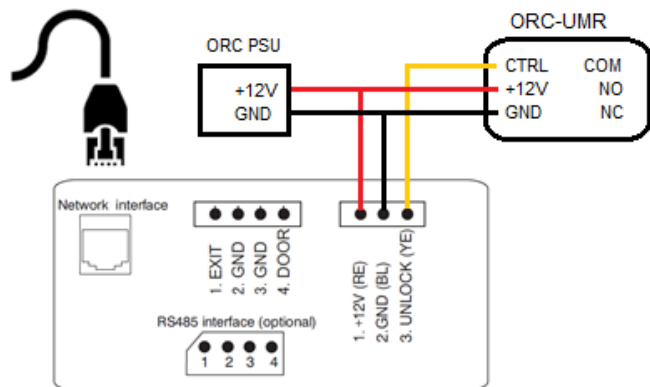 ORC-UMR
ORC PSU
+12V
GND
CTRL COM
+12V NO
GND NC
Network interface
1. EXIT
2. GND
3. GND
4. DOOR
1. +12V (RE)
2.GND (BL)
3. UNLOCK (YE)
RS485 interface (optional)
1 2 3 4